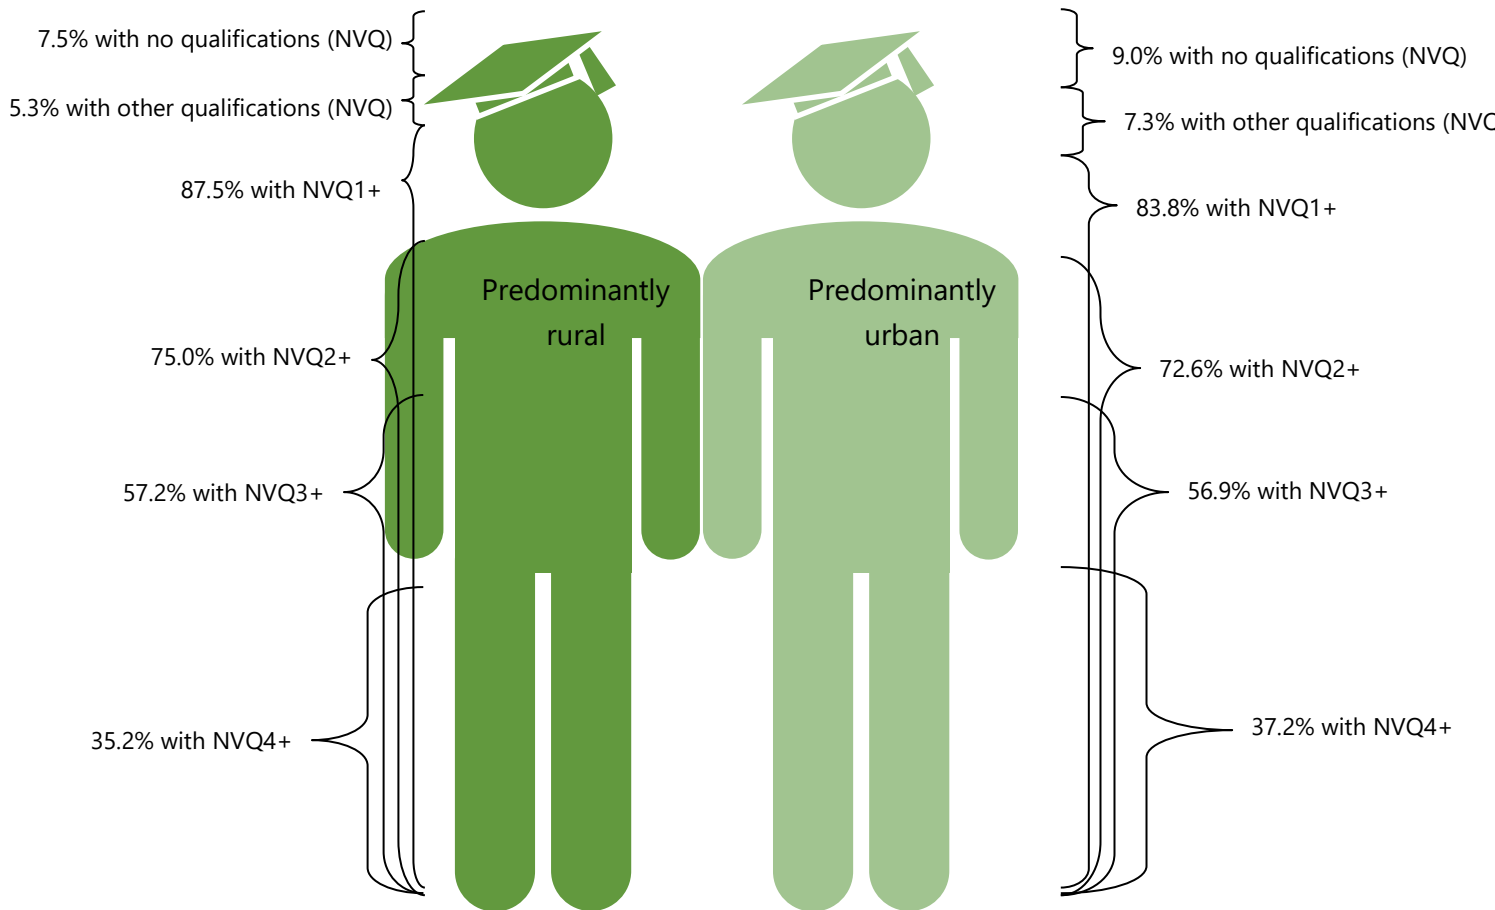 7.5% with no qualifications (NVQ)
5.3% with other qualifications (NVQ)
87.5% with NVQ1+
75.0% with NVQ2+
57.2% with NVQ3+
35.2% with NVQ4+
Predominantly
rural
Predominantly
urban
9.0% with no qualifications (NVQ)
7.3% with other qualifications (NVQ
83.8% with NVQ1+
72.6% with NVQ2+
56.9% with NVQ3+
37.2% with NVQ4+